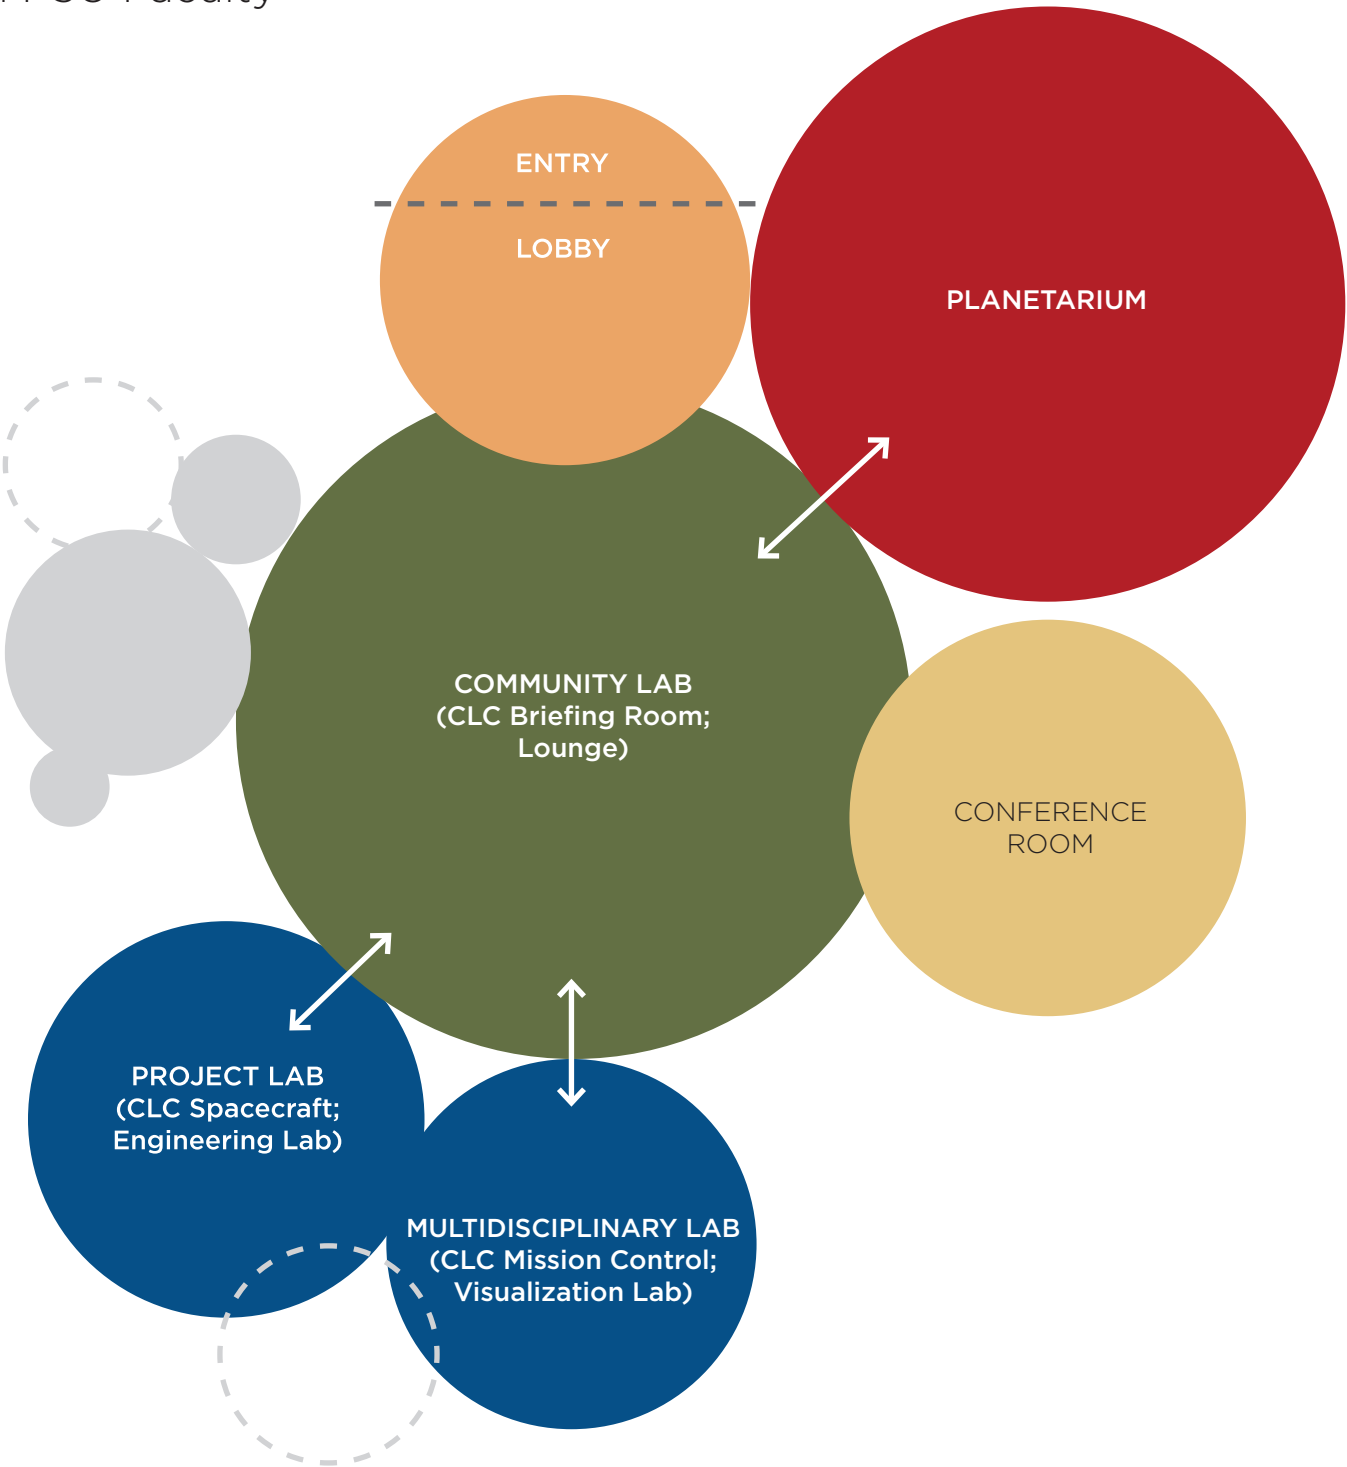 Faculty
ENTRY
LOBBY
PLANETARIUM
COMMUNITY LAB
(CLC Briefing Room;
Lounge)
CONFERENCE
ROOM
PROJECT LAB
(CLC Spacecraft;
Engineering Lab)
MULTIDISCIPLINARY LAB
(CLC Mission Control;
Visualization Lab)